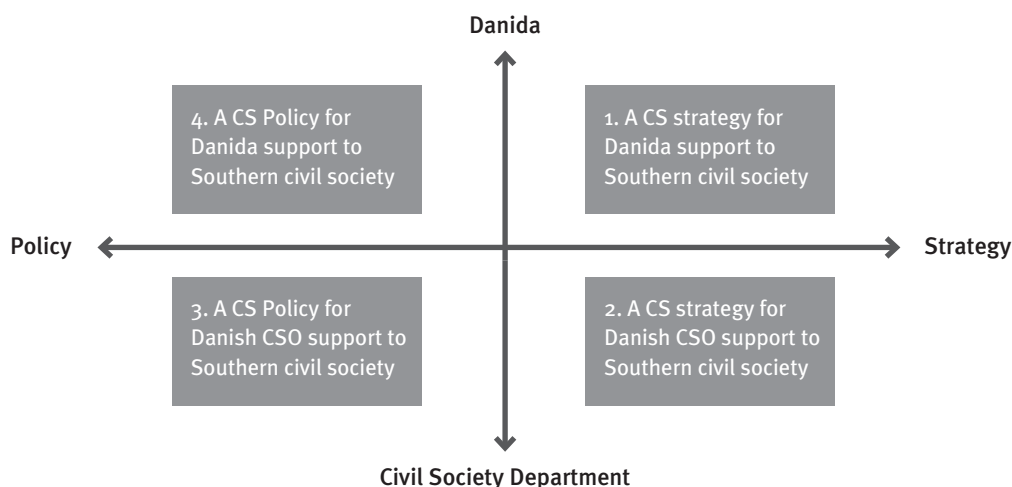 Danida
4. A CS Policy for
Danida support to
Southern civil society
1. A CS strategy for
Danida support to
Southern civil society
Policy
Strategy
3. A CS Policy for
Danish CSO support to
Southern civil society
2. A CS strategy for
Danish CSO support to
Southern civil society
Civil Society Department